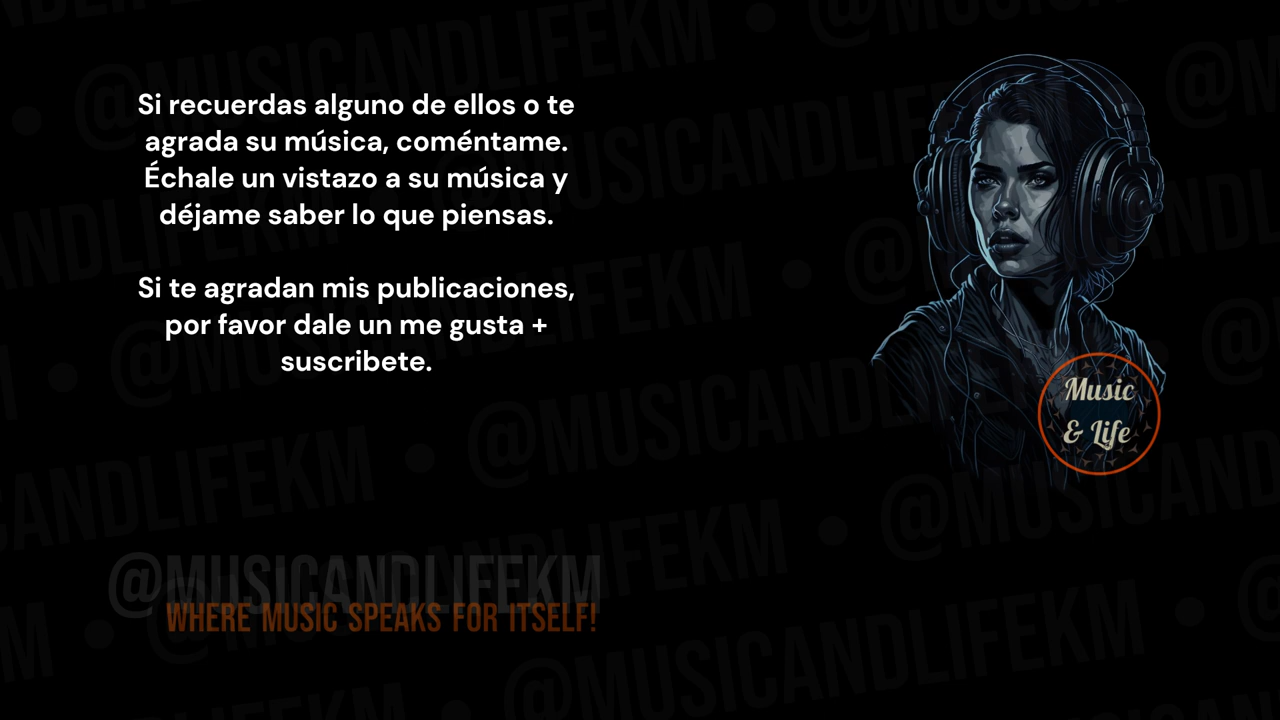 Si recuerdas alguno de ellos o te
agrada su música, coméntame.
Échale un vistazo a su música y
déjame saber lo que piensas.
Si te agradan mis publicaciones,
por favor dale un me gusta +
suscribete.
Music
& Life
@MUSICANDLIFEKM
WHERE MUSIC SPEAKS FOR ITSELF!